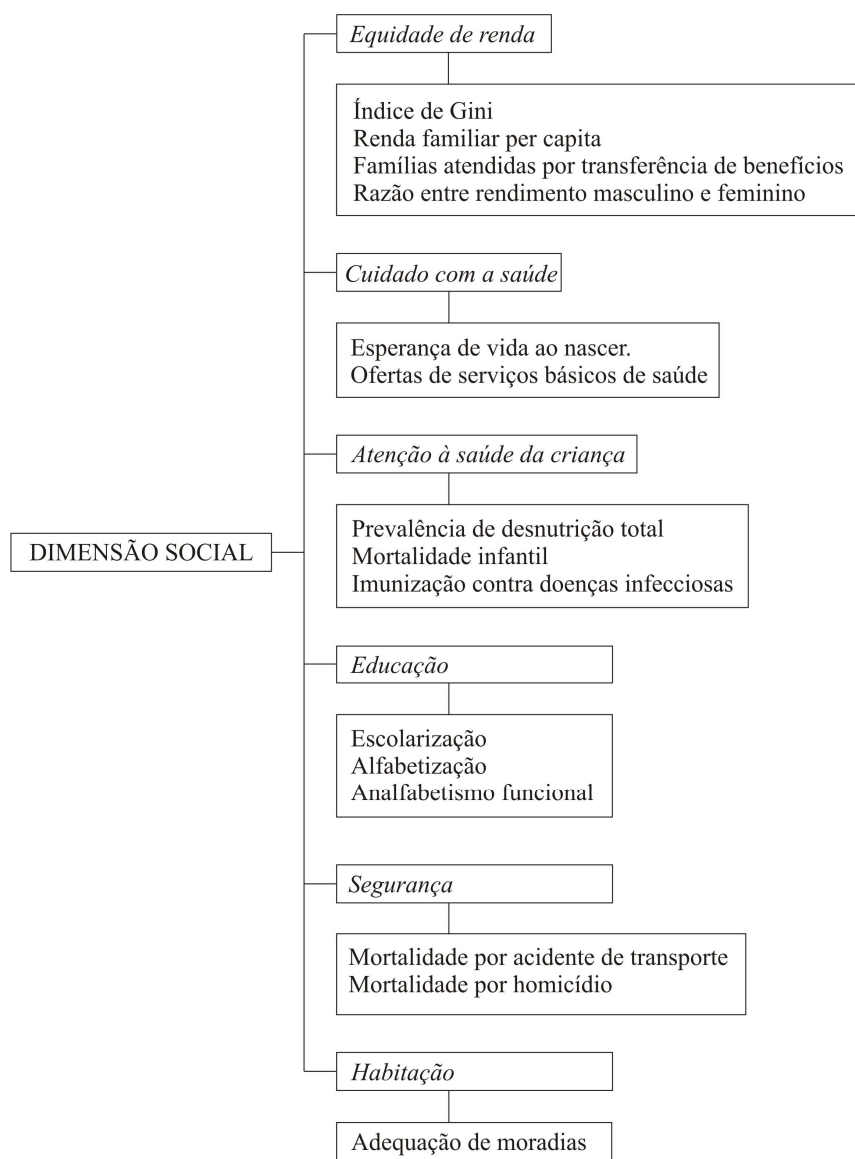 Equidade de renda
Índice de Gini
Renda familiar per capita
Famílias atendidas por transferência de benefícios
Razão entre rendimento masculino e feminino
Cuidado com a saúde
Esperança de vida ao nascer.
Ofertas de serviços básicos de saúde
Atenção à saúde da criança
Prevalência de desnutrição total
Mortalidade infantil
Imunização contra doenças infecciosas
DIMENSÃO SOCIAL
Educação
Escolarização
Alfabetização
Analfabetismo funcional
Segurança
Mortalidade por acidente de transporte
Mortalidade por homicídio
Habitação
Adequação de moradias